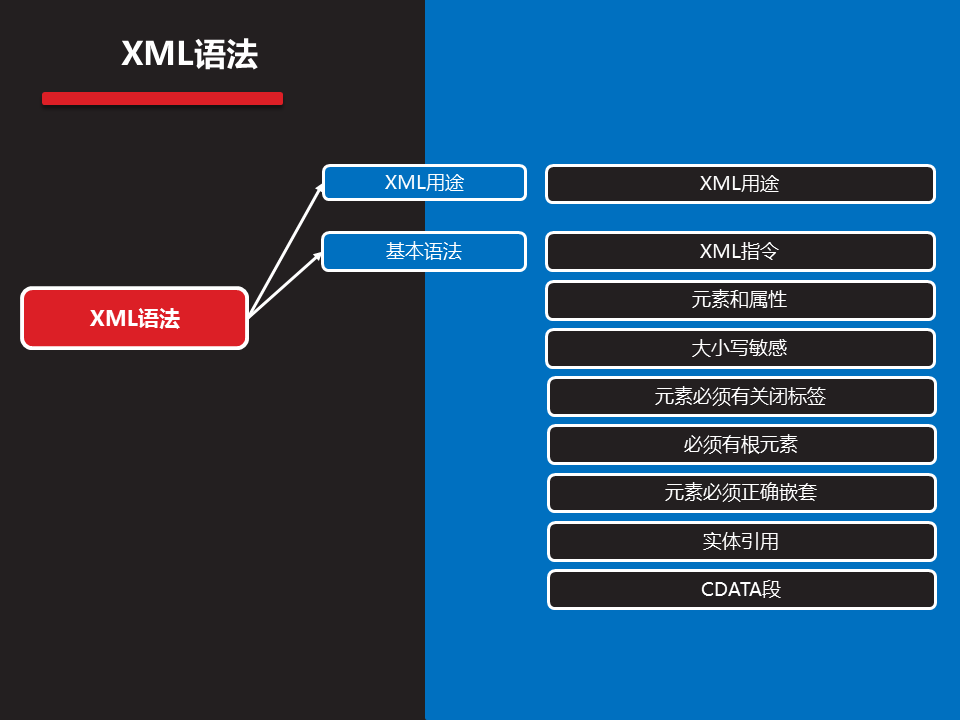 XML语法
XML用途
XML用途
基本语法
XML指令
元素和属性
XML语法
大小写敏感
元素必须有关闭标签
必须有根元素
元素必须正确嵌套
实体引用
CDATA段